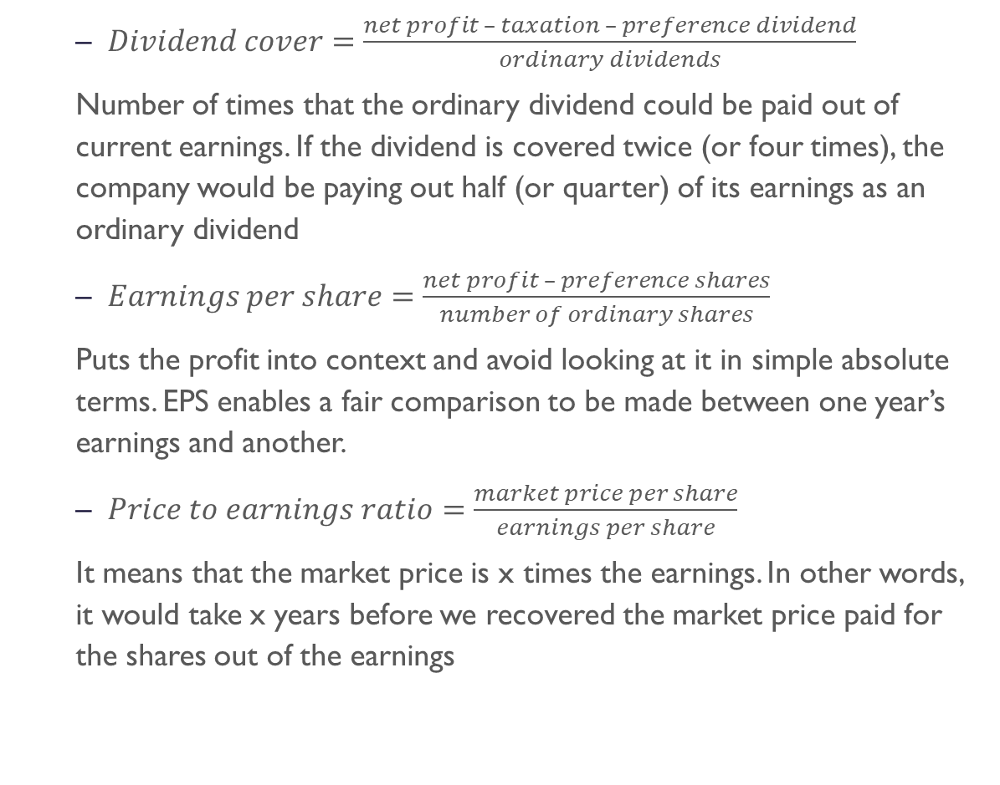 – Dividend cover = net profit – taxation – preference dividend / ordinary dividends
Number of times that the ordinary dividend could be paid out of
current earnings. If the dividend is covered twice (or four times), the
company would be paying out half (or quarter) of its earnings as an
ordinary dividend
– Earnings per share = net profit – preference shares / number of ordinary shares
Puts the profit into context and avoid looking at it in simple absolute
terms. EPS enables a fair comparison to be made between one year’s
earnings and another.
– Price to earnings ratio = market price per share / earnings per share
It means that the market price is x times the earnings. In other words,
it would take x years before we recovered the market price paid for
the shares out of the earnings